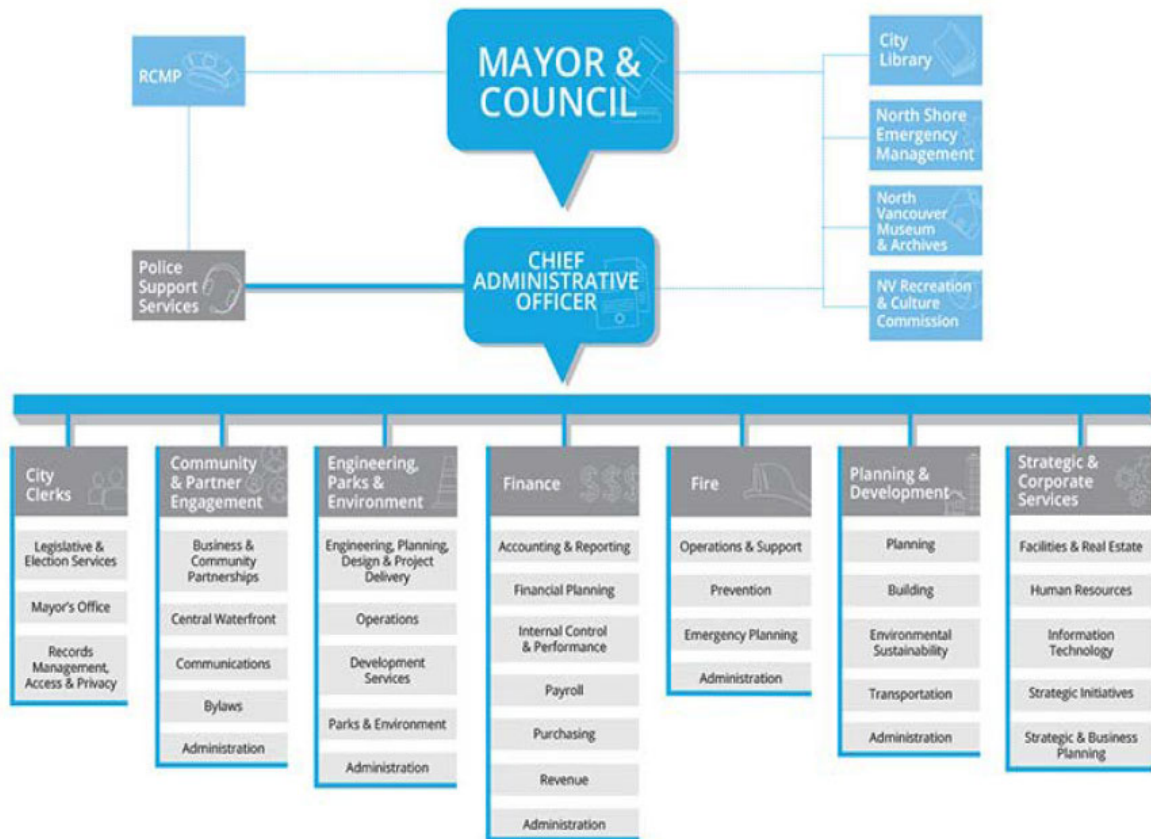 MAYOR &
COUNCIL
RCMP
City
Library
North Shore
Emergency
Management
North
Vancouver
Museum
& Archives
NV Recreation
& Culture
Commission
Police
Support
Services
CHIEF
ADMINISTRATIVE
OFFICER
City
Clerks
Legislative &
Election Services
Mayor's Office
Records
Management,
Access & Privacy
Community
& Partner
Engagement
Business &
Community
Partnerships
Central Waterfront
Communications
Bylaws
Administration
Engineering,
Parks &
Environment
Engineering, Planning,
Design & Project
Delivery
Operations
Development
Services
Parks & Environment
Administration
Finance
$$$
Accounting & Reporting
Financial Planning
Internal Control
& Performance
Payroll
Purchasing
Revenue
Administration
Fire
Operations & Support
Prevention
Emergency Planning
Administration
Planning &
Development
Planning
Building
Environmental
Sustainability
Transportation
Administration
Strategic &
Corporate
Services
Facilities & Real Estate
Human Resources
Information
Technology
Strategic Initiatives
Strategic & Business
Planning